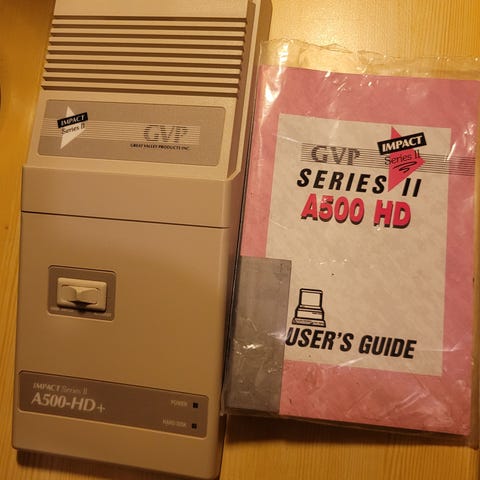 IMPACT
Series II
GVP
GREAT VALLEY PRODUCTS INC.
IMPACT Series II
A500-HD+
POWER
HARD DISK
GVP
IMPACT
Series II
SERIES II
A500 HD
USER'S GUIDE